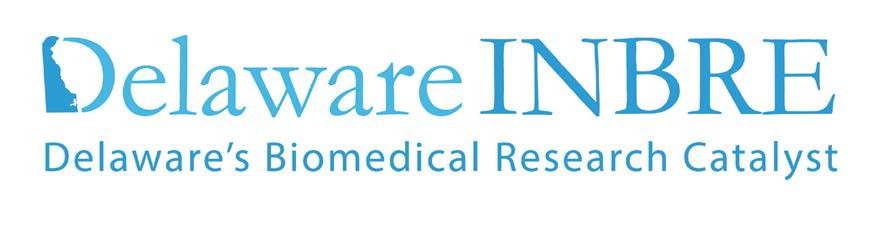 Delaware INBRE
Delaware's Biomedical Research Catalyst